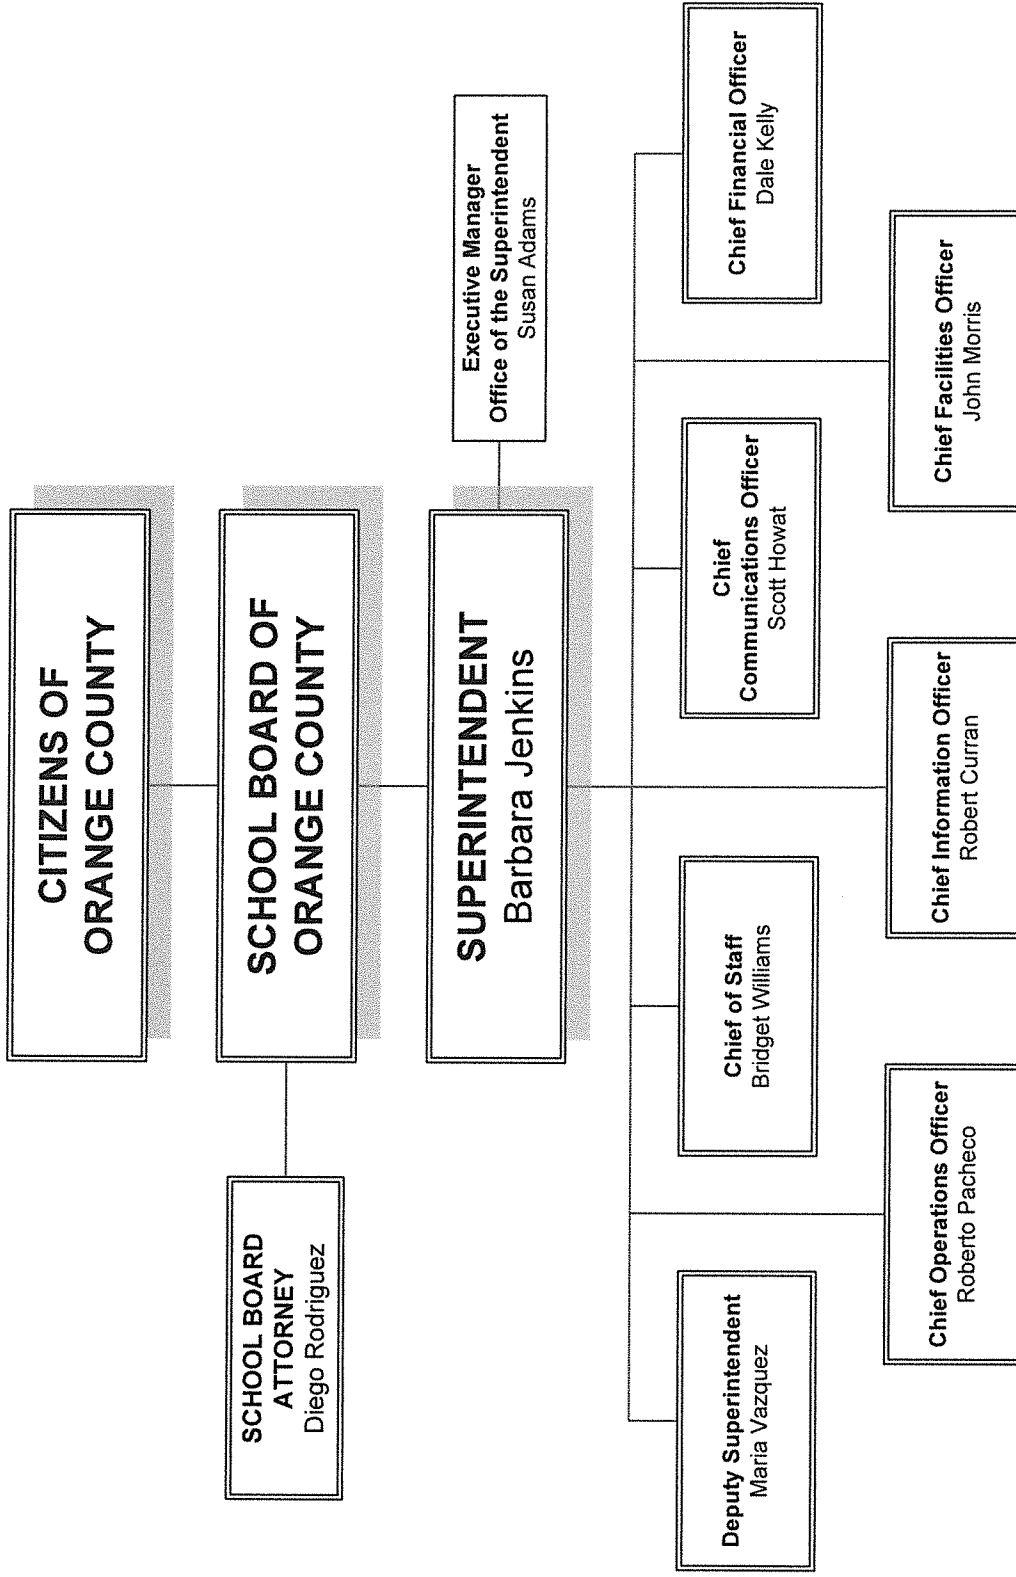 CITIZENS OF
ORANGE COUNTY
SCHOOL BOARD OF
ORANGE COUNTY
SCHOOL BOARD
ATTORNEY
Diego Rodriguez
SUPERINTENDENT
Barbara Jenkins
Executive Manager
Office of the Superintendent
Susan Adams
Deputy Superintendent
Maria Vazquez
Chief of Staff
Bridget Williams
Chief
Communications Officer
Scott Howat
Chief Financial Officer
Dale Kelly
Chief Operations Officer
Roberto Pacheco
Chief Information Officer
Robert Curran
Chief Facilities Officer
John Morris